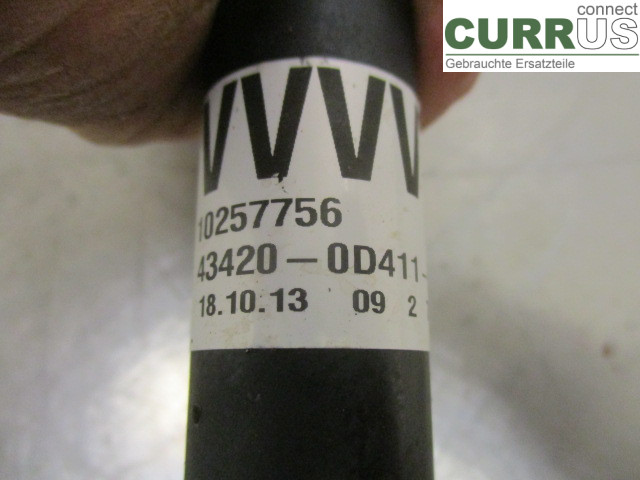 connect
CURRUS
Gebrauchte Ersatzteile
VVVV
10257756
43420-0D411-
18.10.13 09 2